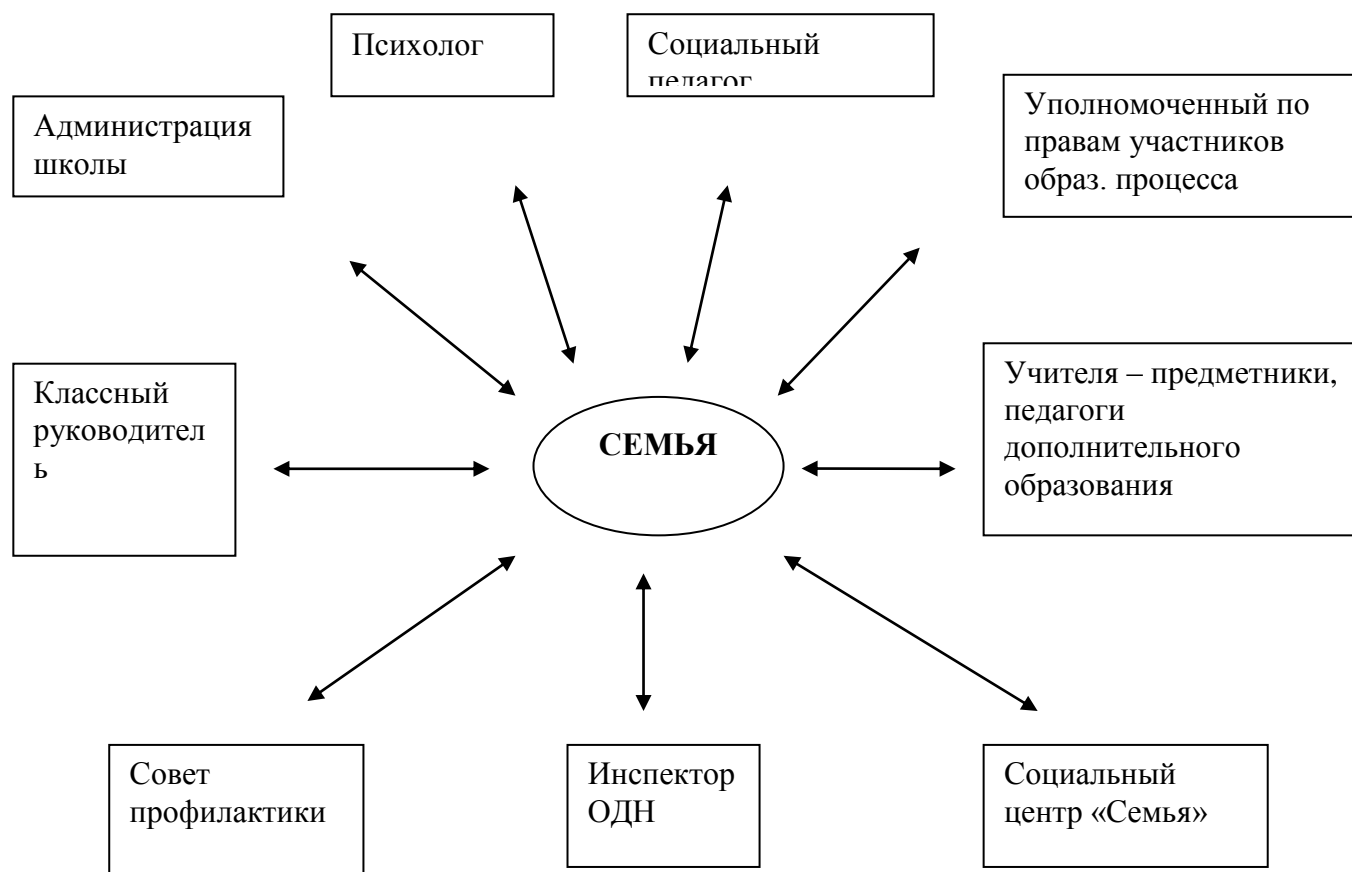 Психолог
Социальный
педагог
Администрация
школы
Уполномоченный по
правам участников
образ. процесса
Классный
руководител
ь
СЕМЬЯ
Учителя – предметники,
педагоги
дополнительного
образования
Совет
профилактики
Инспектор
ОДН
Социальный
центр «Семья»